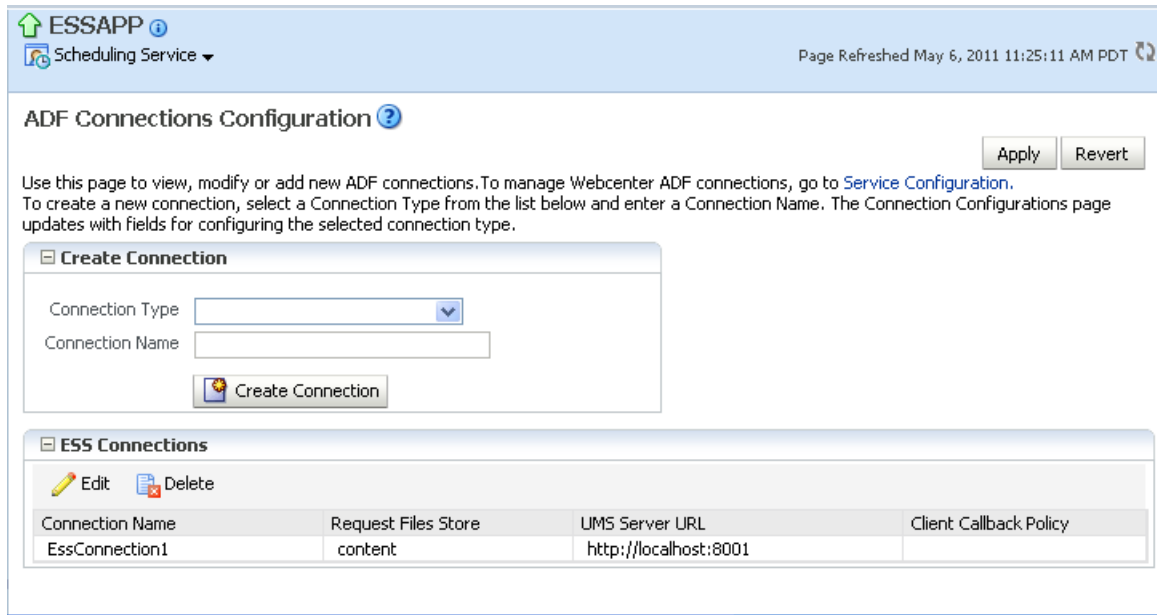 ESSAPP
Scheduling Service
Page Refreshed May 6, 2011 11:25:11 AM PDT
ADF Connections Configuration
Apply Revert
Use this page to view, modify or add new ADF connections.To manage Webcenter ADF connections, go to Service Configuration.
To create a new connection, select a Connection Type from the list below and enter a Connection Name. The Connection Configurations page
updates with fields for configuring the selected connection type.
Create Connection
Connection Type
Connection Name
Create Connection
ESS Connections
Edit Delete
Connection Name Request Files Store UMS Server URL Client Callback Policy
EssConnection1 content http://localhost:8001